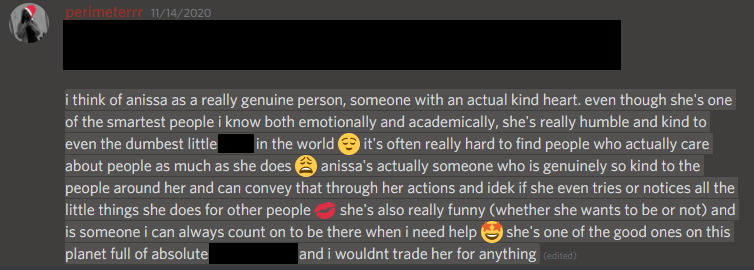 perimeterrr 11/14/2020
i think of anissa as a really genuine person, someone with an actual kind heart. even though she's one
of the smartest people i know both emotionally and academically, she's really humble and kind to
even the dumbest little in the world 😌 it's often really hard to find people who actually care
about people as much as she does 😩 anissa's actually someone who is genuinely so kind to the
people around her and can convey that through her actions and idek if she even tries or notices all the
little things she does for other people 💋 she's also really funny (whether she wants to be or not) and
is someone i can always count on to be there when i need help 🤩 she's one of the good ones on this
planet full of absolute and i wouldnt trade her for anything (edited)